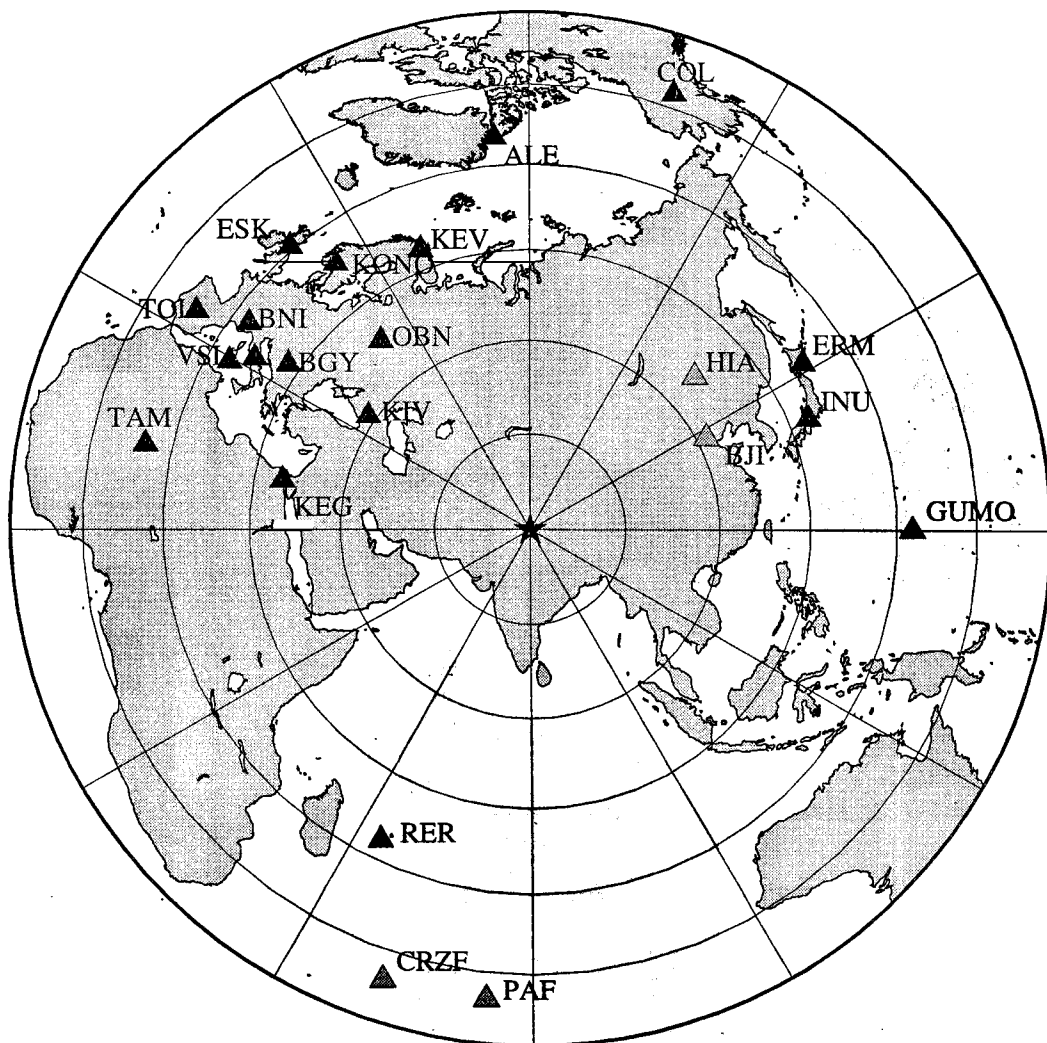 COL
ALE
ESK
KEV
KONO
TOL
BNI
OBN
VSL
BGY
HIA
ERM
TAM
KIV
INU
BJI
KEG
GUMO
RER
CRZF
PAF